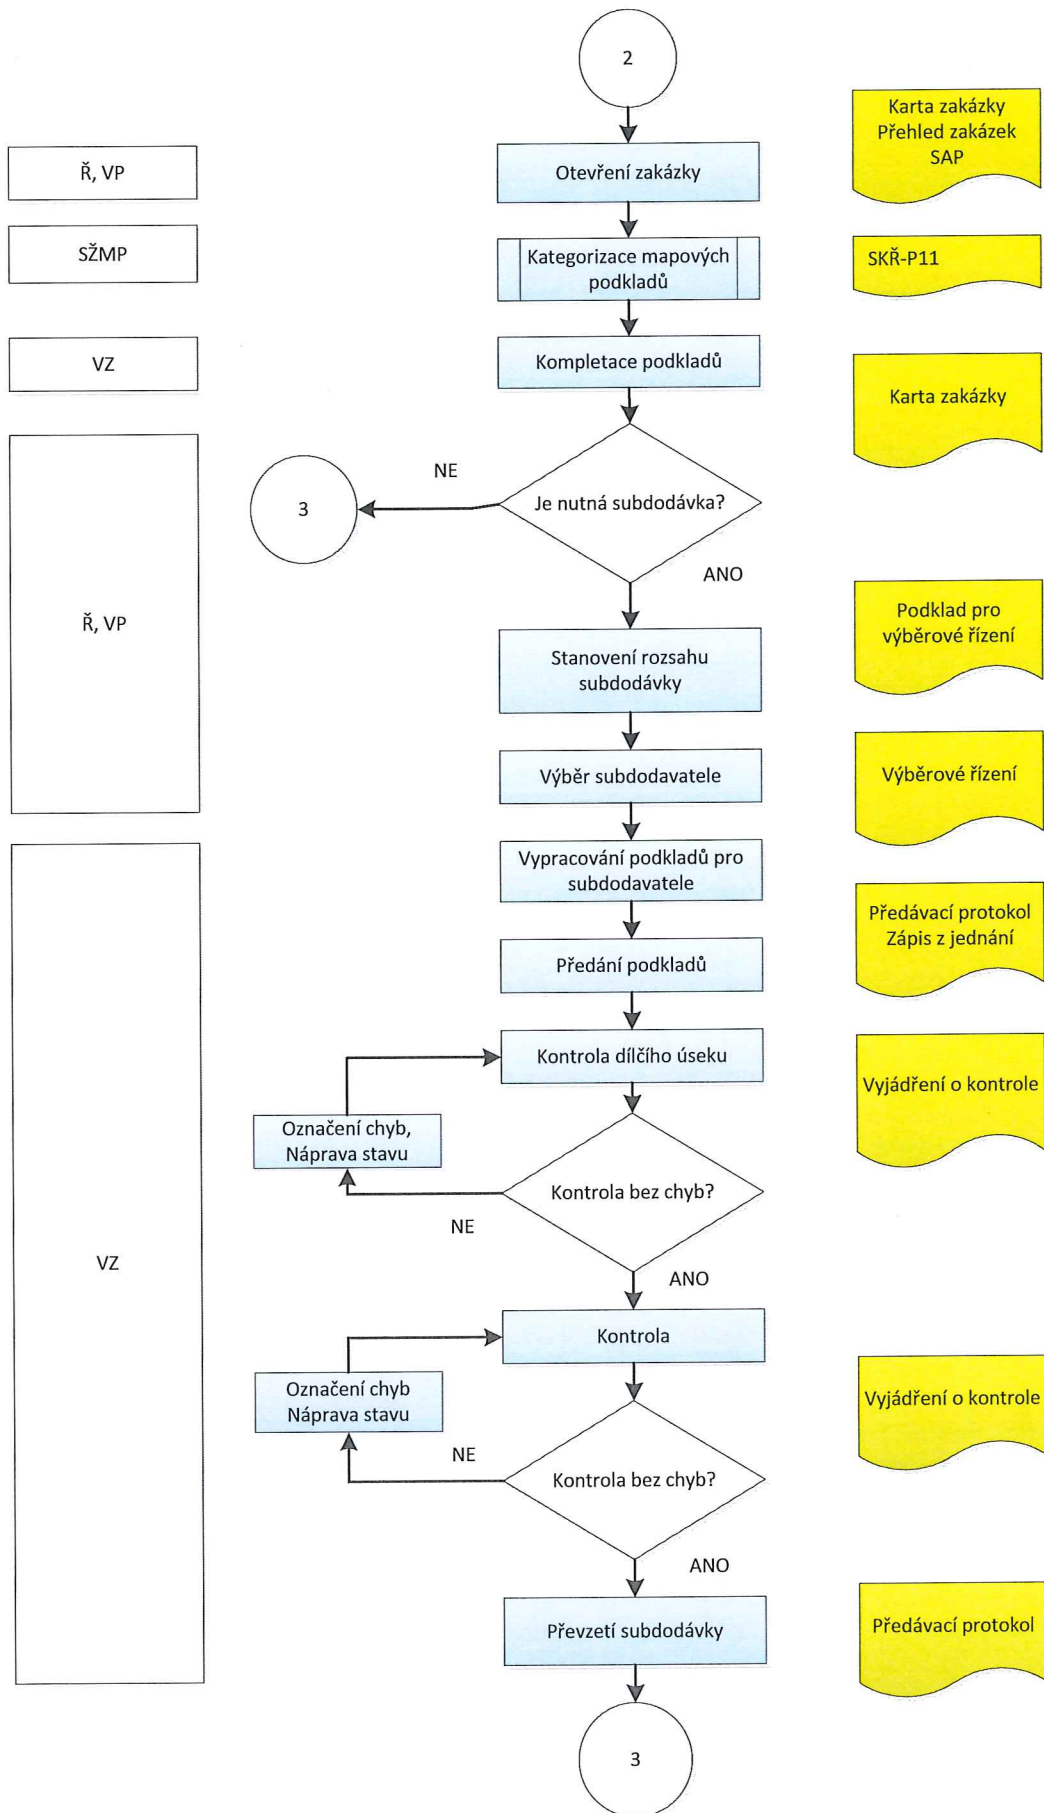 2
Karta zakázky
Přehled zakázek
SAP
Ř, VP
Otevření zakázky
SŽMP
Kategorizace mapových
podkladů
SKŘ-P11
VZ
Kompletace podkladů
Karta zakázky
NE
3
Je nutná subdodávka?
ANO
Ř, VP
Podklad pro
výběrové řízení
Stanovení rozsahu
subdodávky
Výběr subdodavatele
Výběrové řízení
Vypracování podkladů pro
subdodavatele
Předávací protokol
Zápis z jednání
Předání podkladů
Kontrola dílčího úseku
Vyjádření o kontrole
Označení chyb,
Náprava stavu
Kontrola bez chyb?
NE
VZ
ANO
Kontrola
Označení chyb
Náprava stavu
Vyjádření o kontrole
NE
Kontrola bez chyb?
ANO
Převzetí subdodávky
Předávací protokol
3